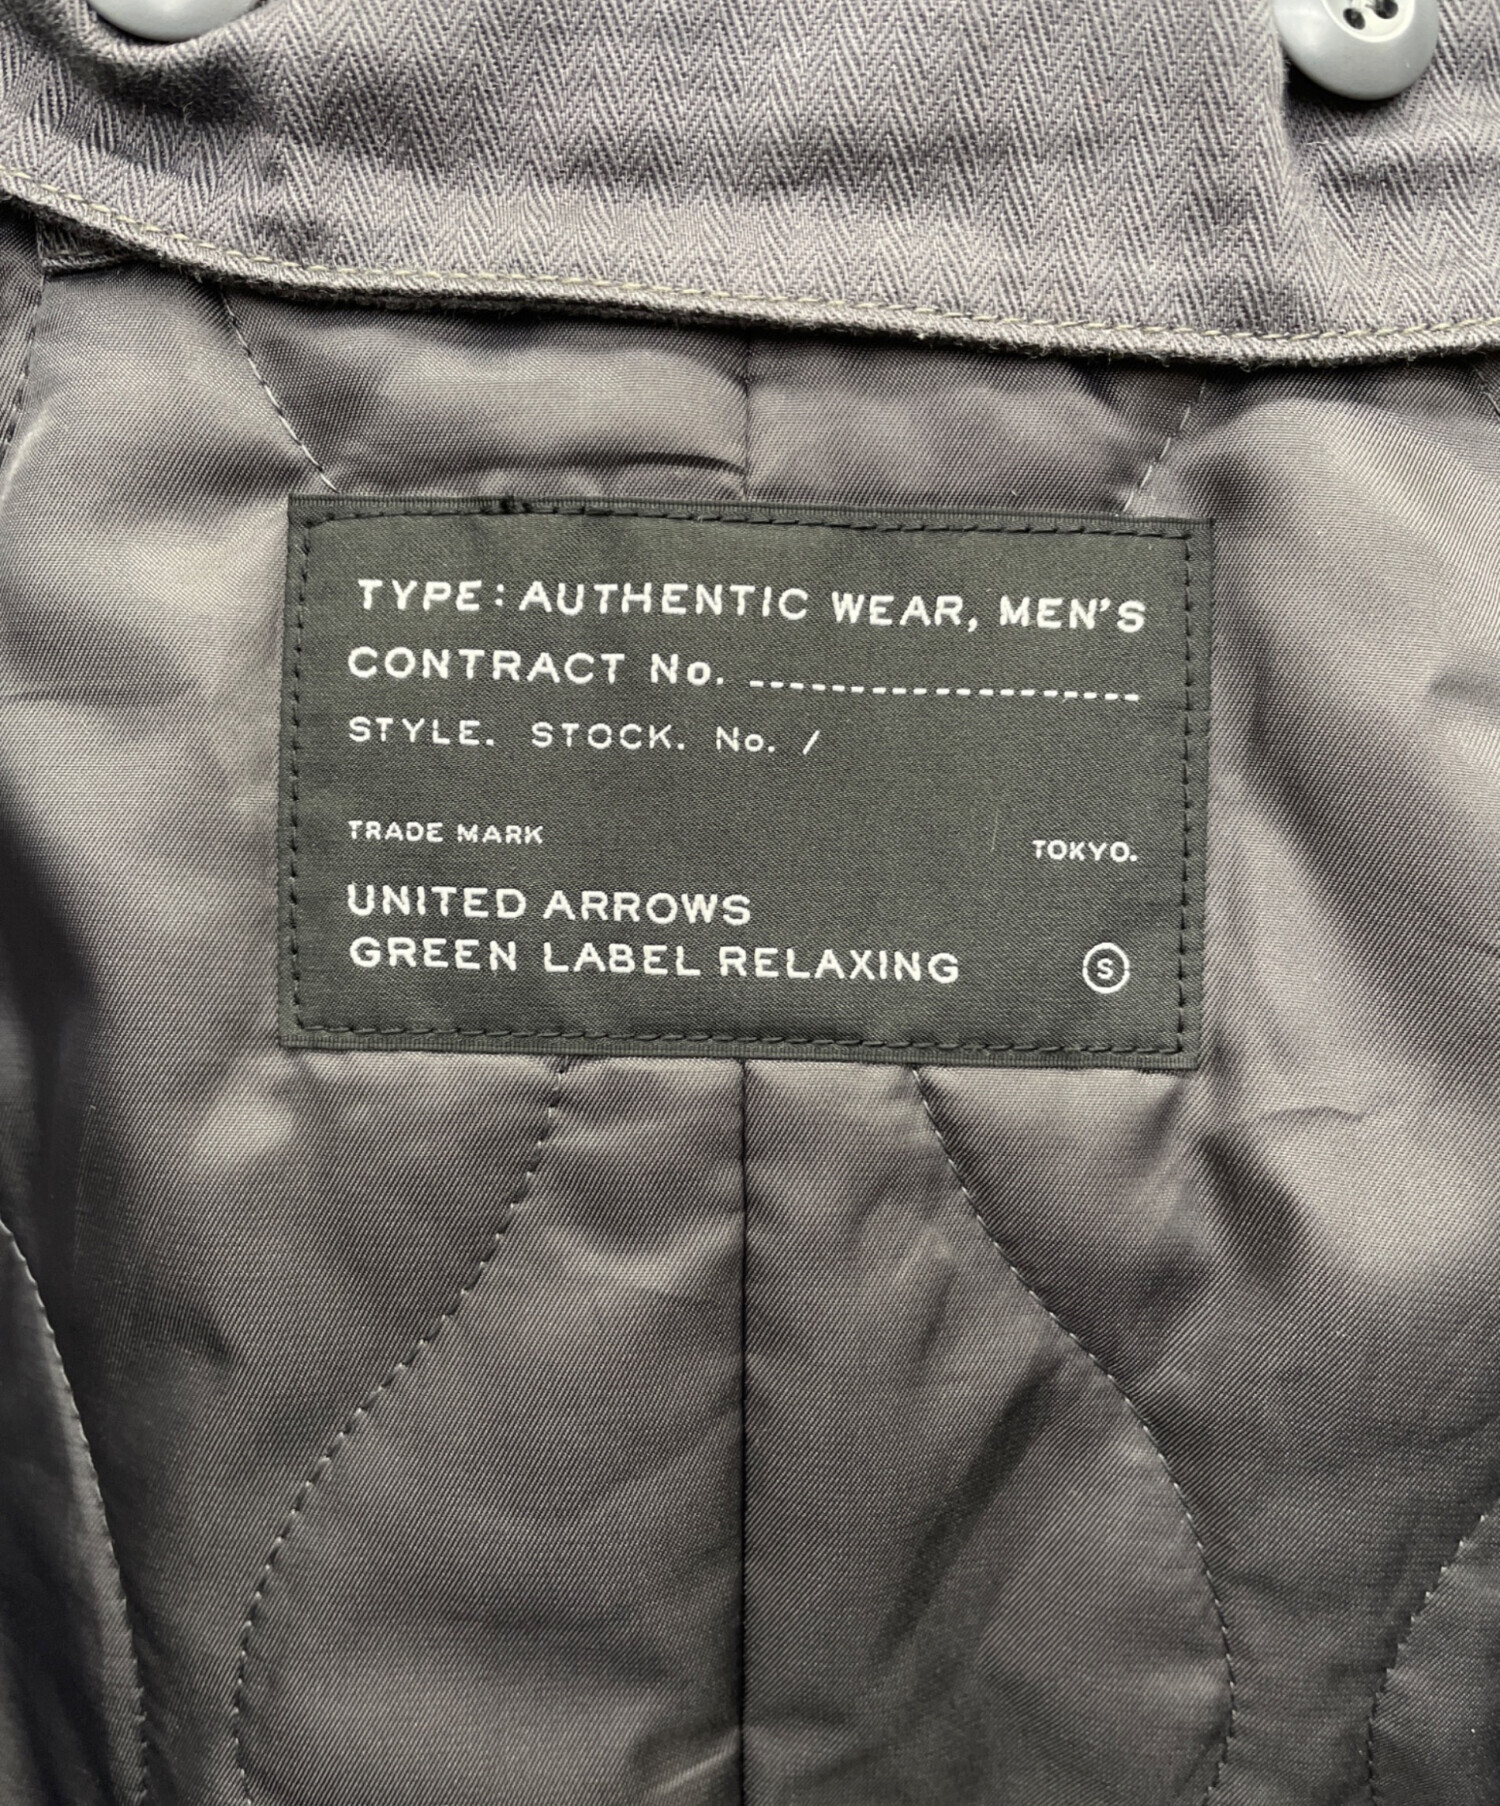 TYPE: AUTHENTIC WEAR, MEN'S
CONTRACT No. --------------------
STYLE. STOCK. No. /
TRADE MARK TOKYO.
UNITED ARROWS
GREEN LABEL RELAXING S